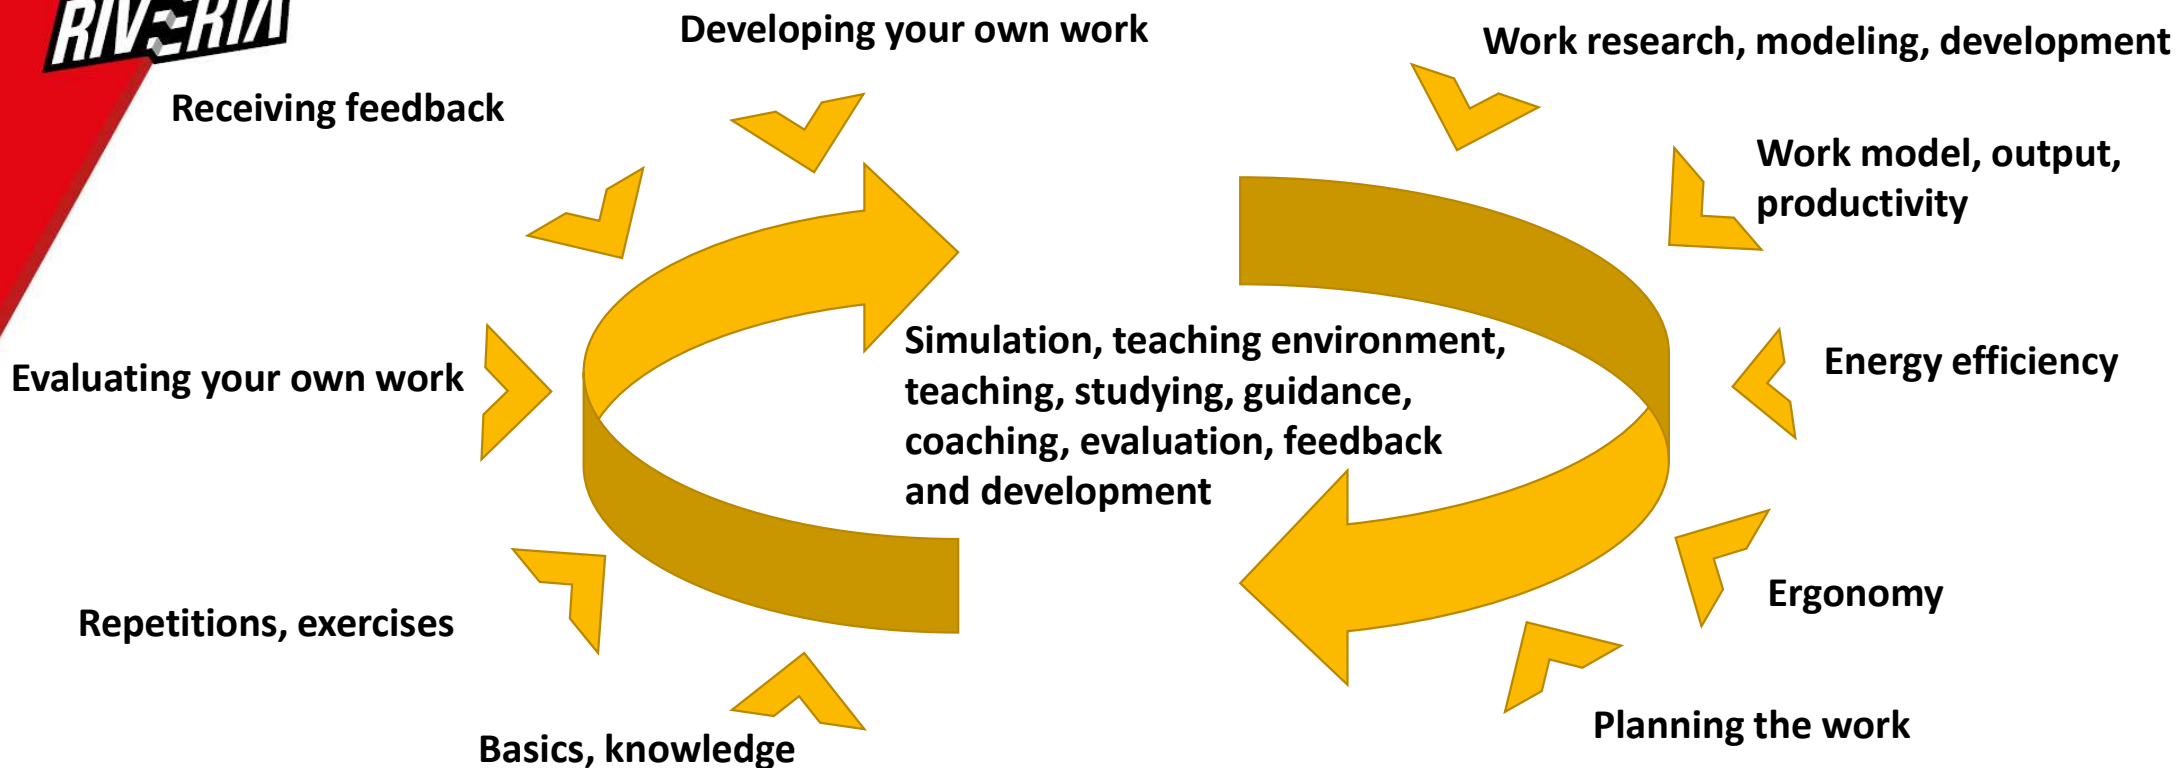 RIVERIA
Developing your own work
Work research, modeling, development
Receiving feedback
Work model, output,
productivity
Simulation, teaching environment,
teaching, studying, guidance,
coaching, evaluation, feedback
and development
Energy efficiency
Evaluating your own work
Ergonomy
Repetitions, exercises
Planning the work
Basics, knowledge